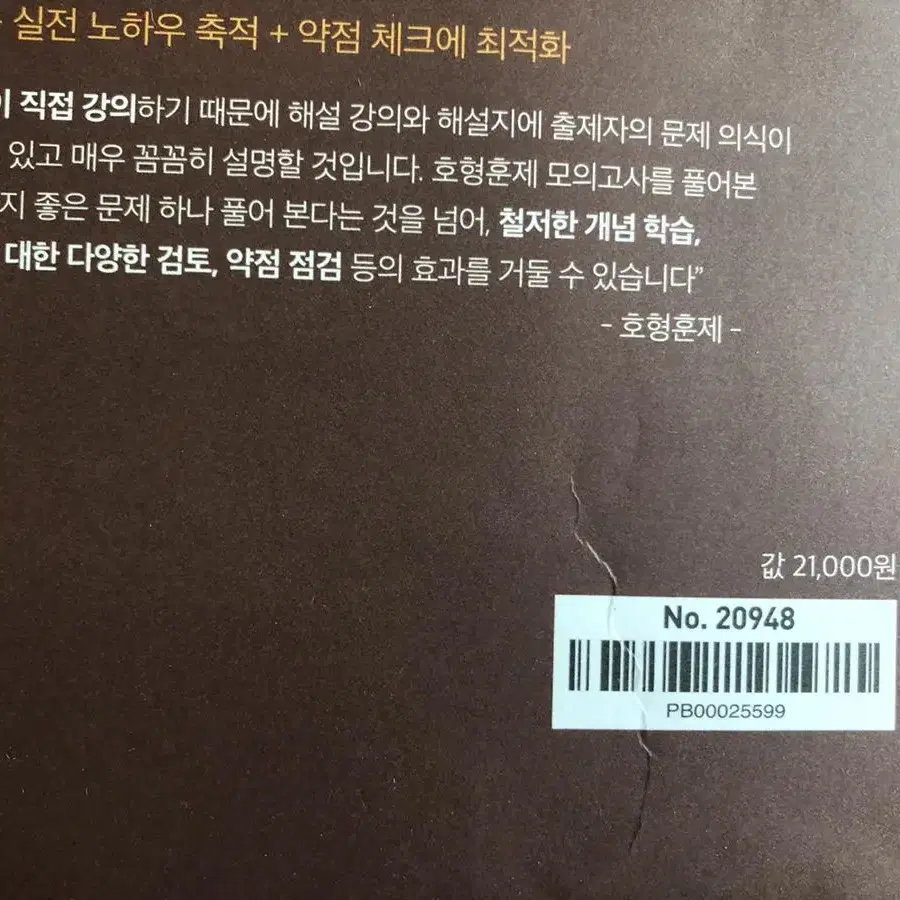 실전 노하우 축적 + 약점 체크에 최적화
이 직접 강의하기 때문에 해설 강의와 해설지에 출제자의 문제 의식이
있고 매우 꼼꼼히 설명할 것입니다. 호형훈제 모의고사를 풀어본
지 좋은 문제 하나 풀어 본다는 것을 넘어, 철저한 개념 학습,
대한 다양한 검토, 약점 점검 등의 효과를 거둘 수 있습니다”
- 호형훈제 -
값 21,000원
No. 20948
PB00025599